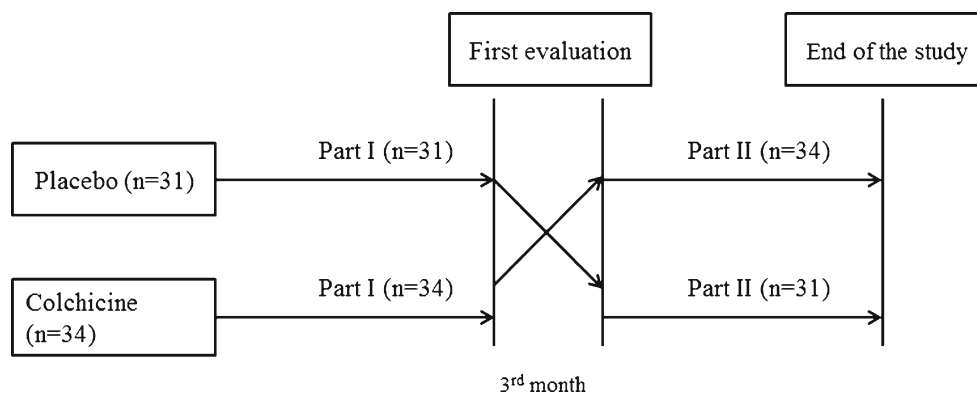 First evaluation
End of the study
Part I (n=31)
Part II (n=34)
Placebo (n=31)
Part I (n=34)
Part II (n=31)
Colchicine
(n=34)
3rd month